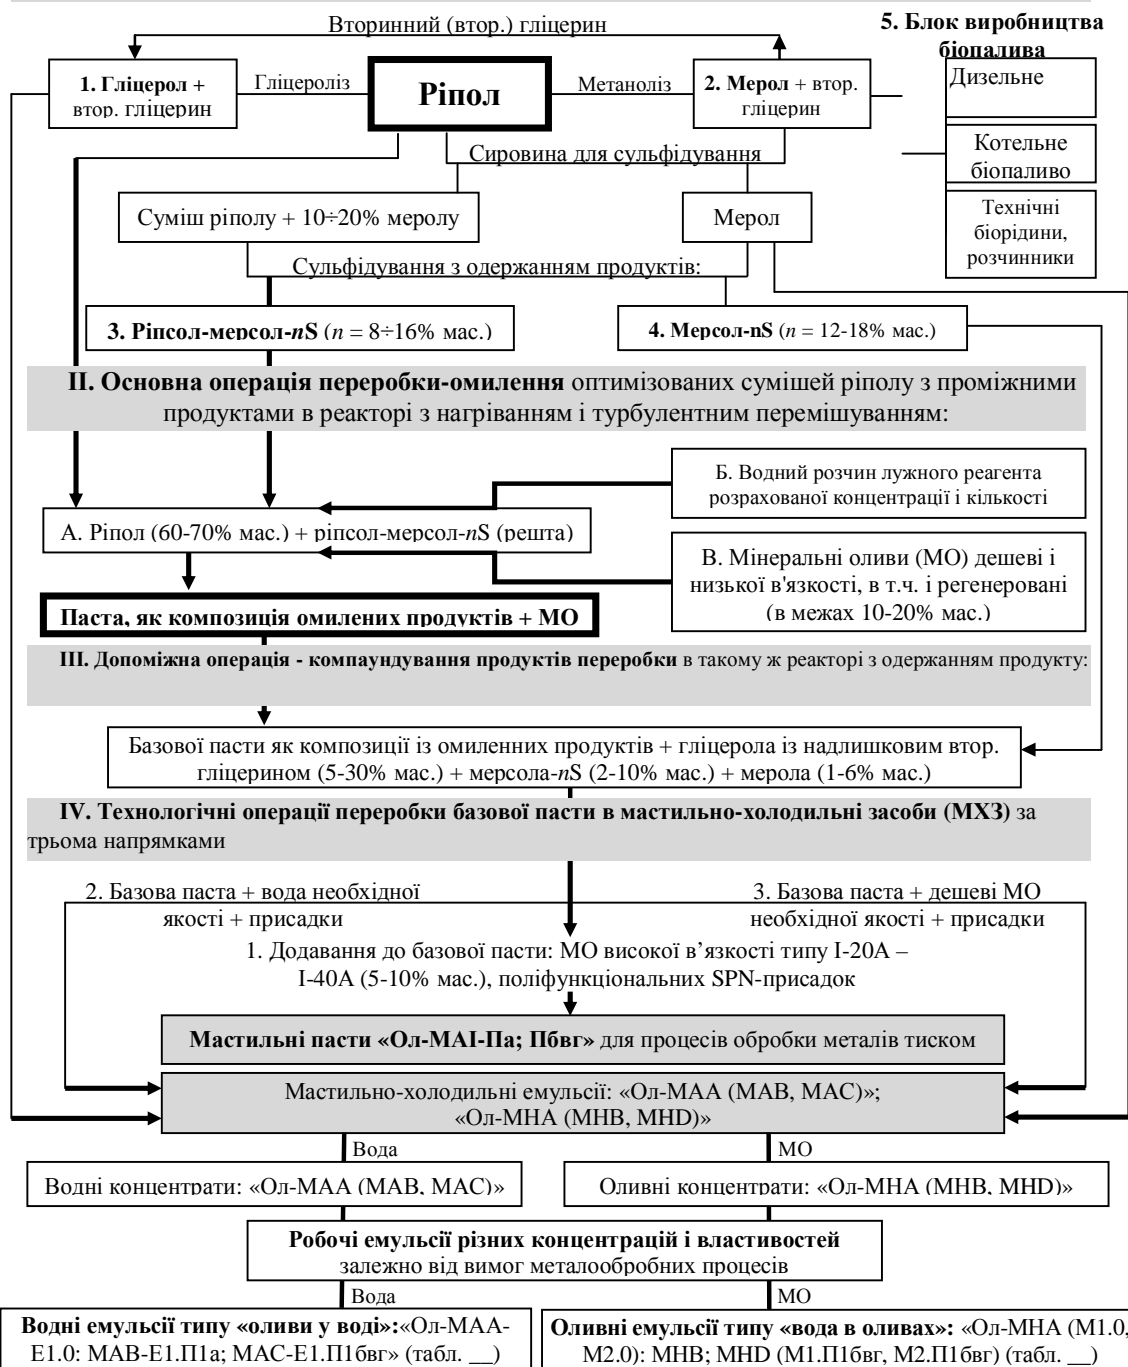 Вторинний (втор.) гліцерин
5. Блок виробництва
біопалива
1. Гліцерол +
втор. гліцерин
Гліцероліз
Ріпол
Метаноліз
2. Мерол + втор.
гліцерин
Дизельне
Котельне
біопаливо
Технічні
біорідини,
розчинники
Сировина для сульфідування
Суміш ріполу + 10÷20% меролу
Мерол
Сульфідування з одержанням продуктів:
3. Ріпсол-мерсол-nS (n = 8÷16% мас.)
4. Мерсол-nS (n = 12-18% мас.)
II. Основна операція переробки-омилення оптимізованих сумішей ріполу з проміжними
продуктами в реакторі з нагріванням і турбулентним перемішуванням:
Б. Водний розчин лужного реагента
розрахованої концентрації і кількості
А. Ріпол (60-70% мас.) + ріпсол-мерсол-nS (решта)
В. Мінеральні оливи (МО) дешеві і
низької в'язкості, в т.ч. і регенеровані
(в межах 10-20% мас.)
Паста, як композиція омилених продуктів + МО
III. Допоміжна операція - компаундування продуктів переробки в такому ж реакторі з одержанням продукту:
Базової пасти як композиції із омиленних продуктів + гліцерола із надлишковим втор.
гліцерином (5-30% мас.) + мерсола-nS (2-10% мас.) + мерола (1-6% мас.)
IV. Технологічні операції переробки базової пасти в мастильно-холодильні засоби (МХЗ) за
трьома напрямками
2. Базова паста + вода необхідної
якості + присадки
3. Базова паста + дешеві МО
необхідної якості + присадки
1. Додавання до базової пасти: МО високої в’язкості типу І-20А –
І-40А (5-10% мас.), поліфункціональних SPN-присадок
Мастильні пасти «Ол-МАІ-Па; Пбвг» для процесів обробки металів тиском
Мастильно-холодильні емульсії: «Ол-МАА (МАВ, МАС)»;
«Ол-МНА (МНВ, MHD)»
Вода
МО
Водні концентрати: «Ол-МАА (МАВ, МАС)»
Оливні концентрати: «Ол-МНА (МНВ, MHD)»
Робочі емульсії різних концентрацій і властивостей
залежно від вимог металообробних процесів
Вода
МО
Водні емульсії типу «оливи у воді»:«Ол-МАА-
Е1.0: МАВ-Е1.П1а; МАС-Е1.П1бвг» (табл. __)
Оливні емульсії типу «вода в оливах»: «Ол-МНА (М1.0,
М2.0): МНВ; MHD (М1.П1бвг, М2.П1бвг) (табл. __)